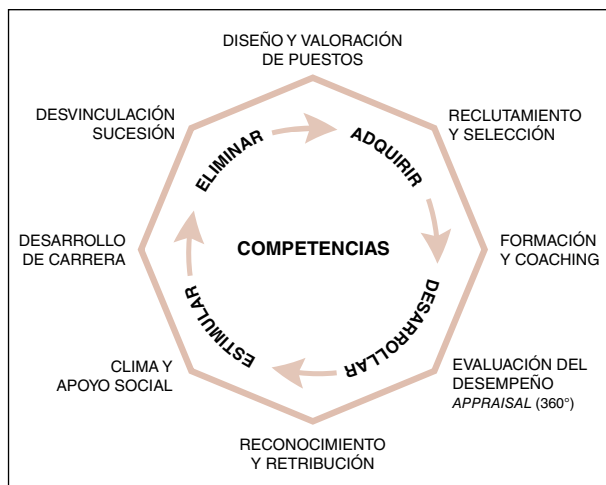 DISEÑO Y VALORACIÓN
DE PUESTOS
RECLUTAMIENTO
Y SELECCIÓN
FORMACIÓN
Y COACHING
EVALUACIÓN DEL
DESEMPEÑO
APPRAISAL (360°)
RECONOCIMIENTO
Y RETRIBUCIÓN
CLIMA Y
APOYO SOCIAL
DESARROLLO
DE CARRERA
DESVINCULACIÓN
SUCESIÓN
ADQUIRIR
DESARROLLAR
ESTIMULAR
ELIMINAR
COMPETENCIAS